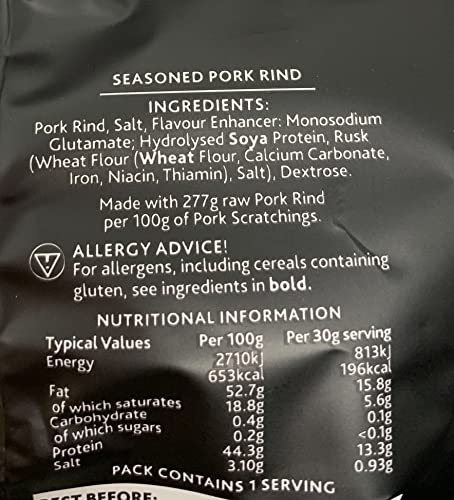 SEASONED PORK RIND
INGREDIENTS:
Pork Rind, Salt, Flavour Enhancer: Monosodium
Glutamate; Hydrolysed Soya Protein, Rusk
(Wheat Flour (Wheat Flour, Calcium Carbonate,
Iron, Niacin, Thiamin), Salt), Dextrose.
Made with 277g raw Pork Rind
per 100g of Pork Scratchings.
ALLERGY ADVICE!
For allergens, including cereals containing
gluten, see ingredients in bold.
NUTRITIONAL INFORMATION
Typical Values Per 100g Per 30g serving
Energy 2710kJ 813kJ
653kcal 196kcal
Fat 52.7g 15.8g
of which saturates 18.8g 5.6g
Carbohydrate 0.4g 0.1g
of which sugars 0.2g <0.1g
Protein 44.3g 13.3g
Salt 3.10g 0.93g
PACK CONTAINS 1 SERVING
BEST BEFORE: